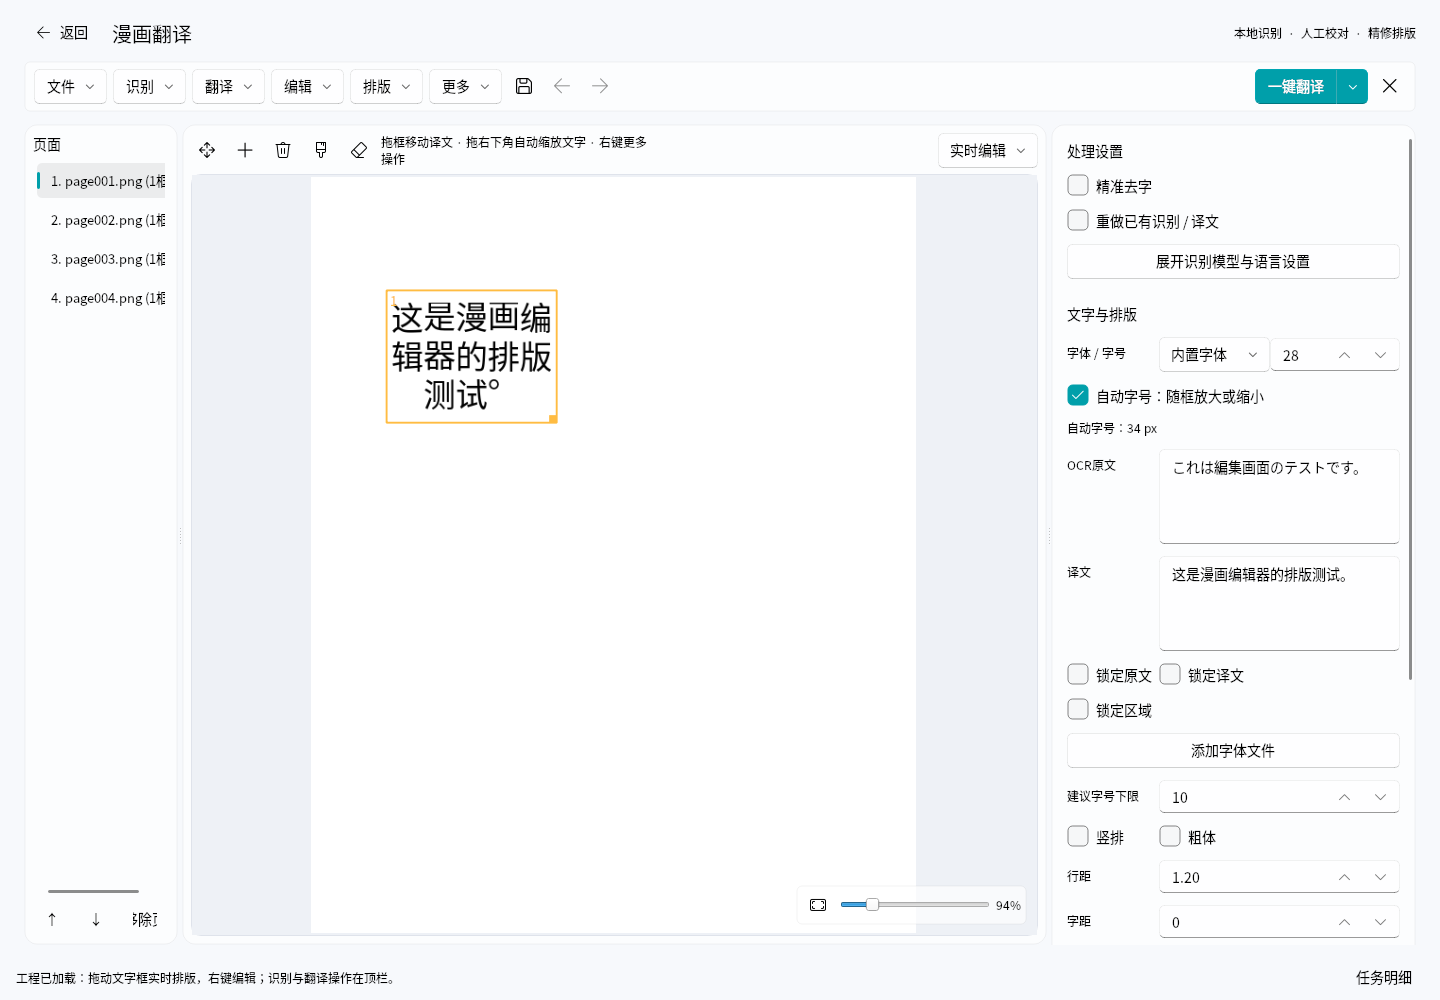 返回
漫画翻译
本地识别 · 人工校对 · 精修排版
文件
识别
翻译
编辑
排版
更多
一键翻译
页面
1. page001.png (1框
2. page002.png (1框
3. page003.png (1框
4. page004.png (1框
↑
↓
移除页
拖框移动译文 · 拖右下角自动缩放文字 · 右键更多
操作
实时编辑
1
这是漫画编
辑器的排版
测试。
94%
处理设置
精准去字
重做已有识别 / 译文
展开识别模型与语言设置
文字与排版
字体 / 字号
内置字体
28
自动字号：随框放大或缩小
自动字号：34 px
OCR原文
これは編集画面のテストです。
译文
这是漫画编辑器的排版测试。
锁定原文
锁定译文
锁定区域
添加字体文件
建议字号下限
10
竖排
粗体
行距
1.20
字距
0
工程已加载：拖动文字框实时排版，右键编辑；识别与翻译操作在顶栏。
任务明细